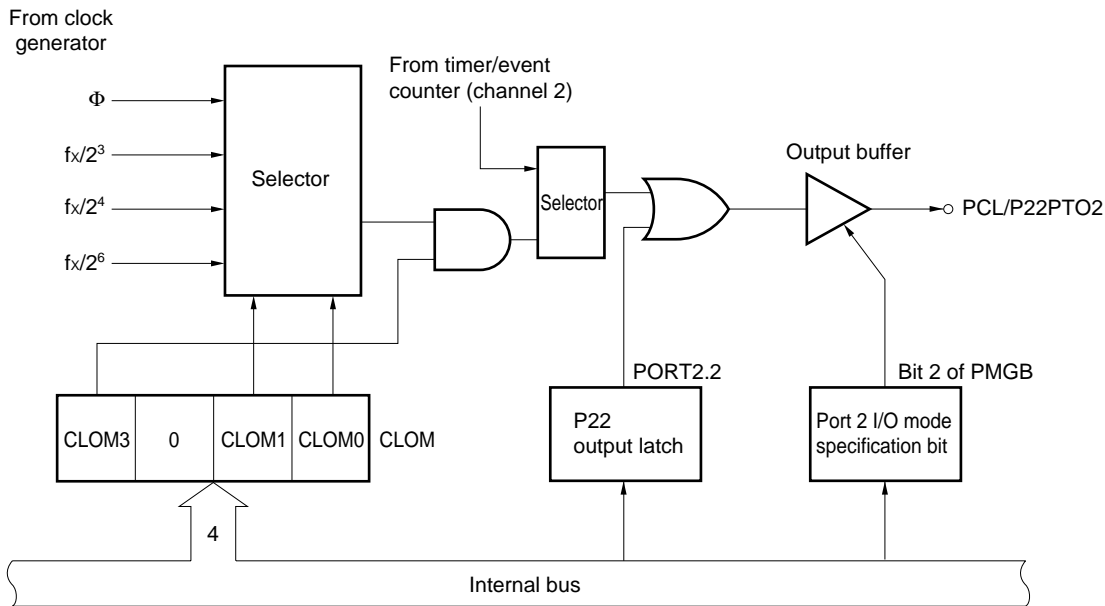 From clock
generator
From timer/event
counter (channel 2)
Φ
fx/2³
fx/2⁴
fx/2⁶
Selector
Selector
Output buffer
PCL/P22PTO2
PORT2.2
Bit 2 of PMGB
CLOM3 0 CLOM1 CLOM0 CLOM
P22
output latch
Port 2 I/O mode
specification bit
4
Internal bus